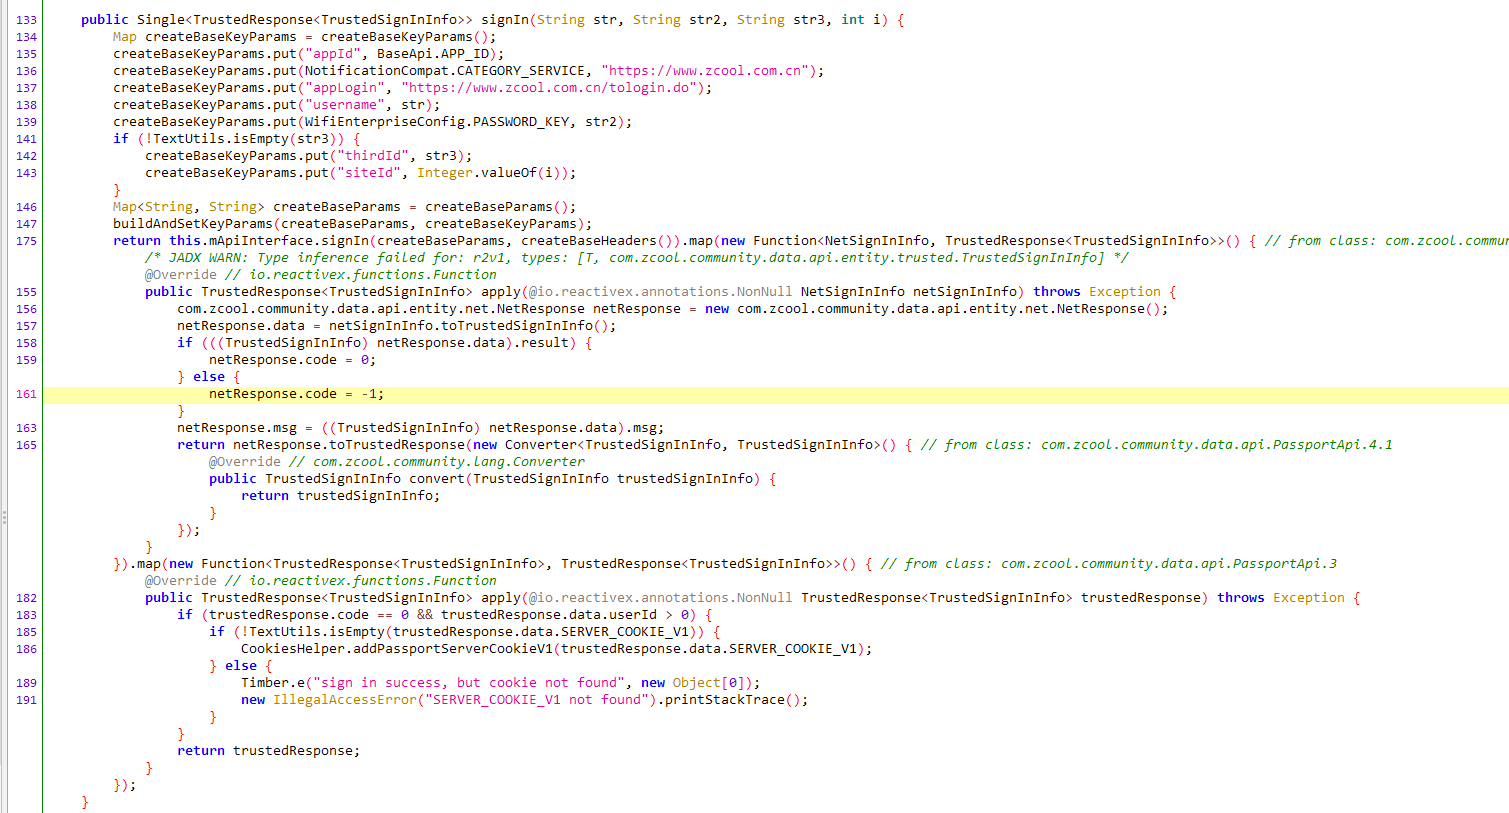 133 public Single<TrustedResponse<TrustedSignInInfo>> signIn(String str, String str2, String str3, int i) {
134 Map createBaseKeyParams = createBaseKeyParams();
135 createBaseKeyParams.put("appId", BaseApi.APP_ID);
136 createBaseKeyParams.put(NotificationCompat.CATEGORY_SERVICE, "https://www.zcool.com.cn");
137 createBaseKeyParams.put("appLogin", "https://www.zcool.com.cn/tologin.do");
138 createBaseKeyParams.put("username", str);
139 createBaseKeyParams.put(WifiEnterpriseConfig.PASSWORD_KEY, str2);
141 if (!TextUtils.isEmpty(str3)) {
142 createBaseKeyParams.put("thirdId", str3);
143 createBaseKeyParams.put("siteId", Integer.valueOf(i));
}
146 Map<String, String> createBaseParams = createBaseParams();
147 buildAndSetKeyParams(createBaseParams, createBaseKeyParams);
175 return this.mApiInterface.signIn(createBaseParams, createBaseHeaders()).map(new Function<NetSignInInfo, TrustedResponse<TrustedSignInInfo>>() { // from class: com.zcool.commun
/* JADX WARN: Type inference failed for: r2v1, types: [T, com.zcool.community.data.api.entity.trusted.TrustedSignInInfo] */
@Override // io.reactivex.functions.Function
155 public TrustedResponse<TrustedSignInInfo> apply(@io.reactivex.annotations.NonNull NetSignInInfo netSignInInfo) throws Exception {
156 com.zcool.community.data.api.entity.net.NetResponse netResponse = new com.zcool.community.data.api.entity.net.NetResponse();
157 netResponse.data = netSignInInfo.toTrustedSignInInfo();
158 if (((TrustedSignInInfo) netResponse.data).result) {
159 netResponse.code = 0;
} else {
161 netResponse.code = -1;
}
163 netResponse.msg = ((TrustedSignInInfo) netResponse.data).msg;
165 return netResponse.toTrustedResponse(new Converter<TrustedSignInInfo, TrustedSignInInfo>() { // from class: com.zcool.community.data.api.PassportApi.4.1
@Override // com.zcool.community.lang.Converter
public TrustedSignInInfo convert(TrustedSignInInfo trustedSignInInfo) {
return trustedSignInInfo;
}
});
}
}).map(new Function<TrustedResponse<TrustedSignInInfo>, TrustedResponse<TrustedSignInInfo>>() { // from class: com.zcool.community.data.api.PassportApi.3
@Override // io.reactivex.functions.Function
182 public TrustedResponse<TrustedSignInInfo> apply(@io.reactivex.annotations.NonNull TrustedResponse<TrustedSignInInfo> trustedResponse) throws Exception {
183 if (trustedResponse.code == 0 && trustedResponse.data.userId > 0) {
185 if (!TextUtils.isEmpty(trustedResponse.data.SERVER_COOKIE_V1)) {
186 CookiesHelper.addPassportServerCookieV1(trustedResponse.data.SERVER_COOKIE_V1);
} else {
189 Timber.e("sign in success, but cookie not found", new Object[0]);
191 new IllegalAccessError("SERVER_COOKIE_V1 not found").printStackTrace();
}
}
return trustedResponse;
}
});
}